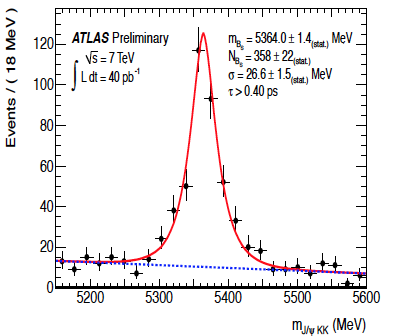 Events / ( 18 MeV )
120
100
80
60
40
20
0
ATLAS Preliminary
√s = 7 TeV
∫ L dt = 40 pb⁻¹
m_Bs = 5364.0 ± 1.4(stat.) MeV
N_Bs = 358 ± 22(stat.)
σ = 26.6 ± 1.5(stat.) MeV
τ > 0.40 ps
5200 5300 5400 5500 5600
m_J/ψ KK (MeV)